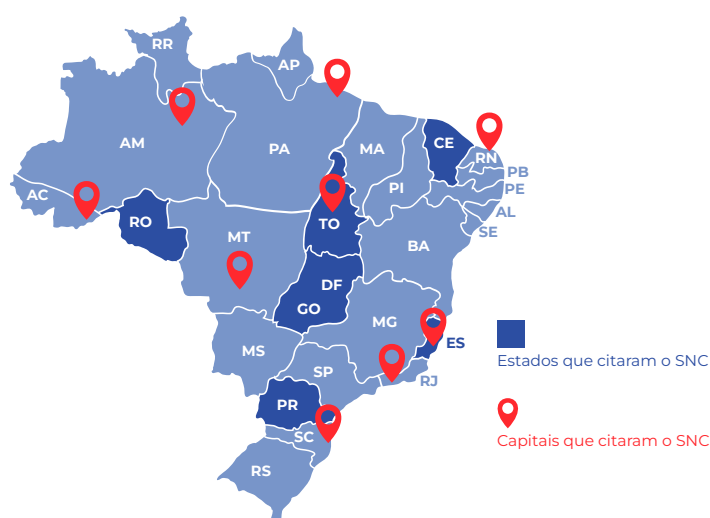 RR
AP
AM
PA
MA
CE
RN
PB
PE
PI
AL
SE
AC
RO
TO
MT
BA
DF
GO
MG
ES
MS
SP
RJ
PR
SC
RS
Estados que citaram o SNC
Capitais que citaram o SNC